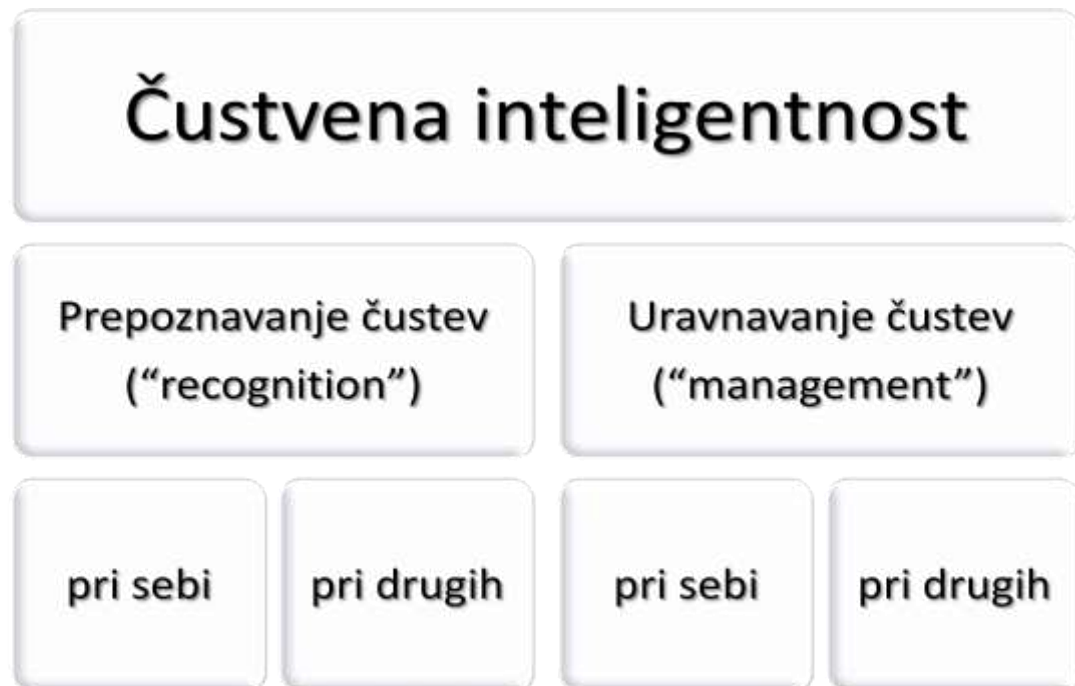 Čustvena inteligentnost
Prepoznavanje čustev
(“recognition”)
Uravnavanje čustev
(“management”)
pri sebi
pri drugih
pri sebi
pri drugih